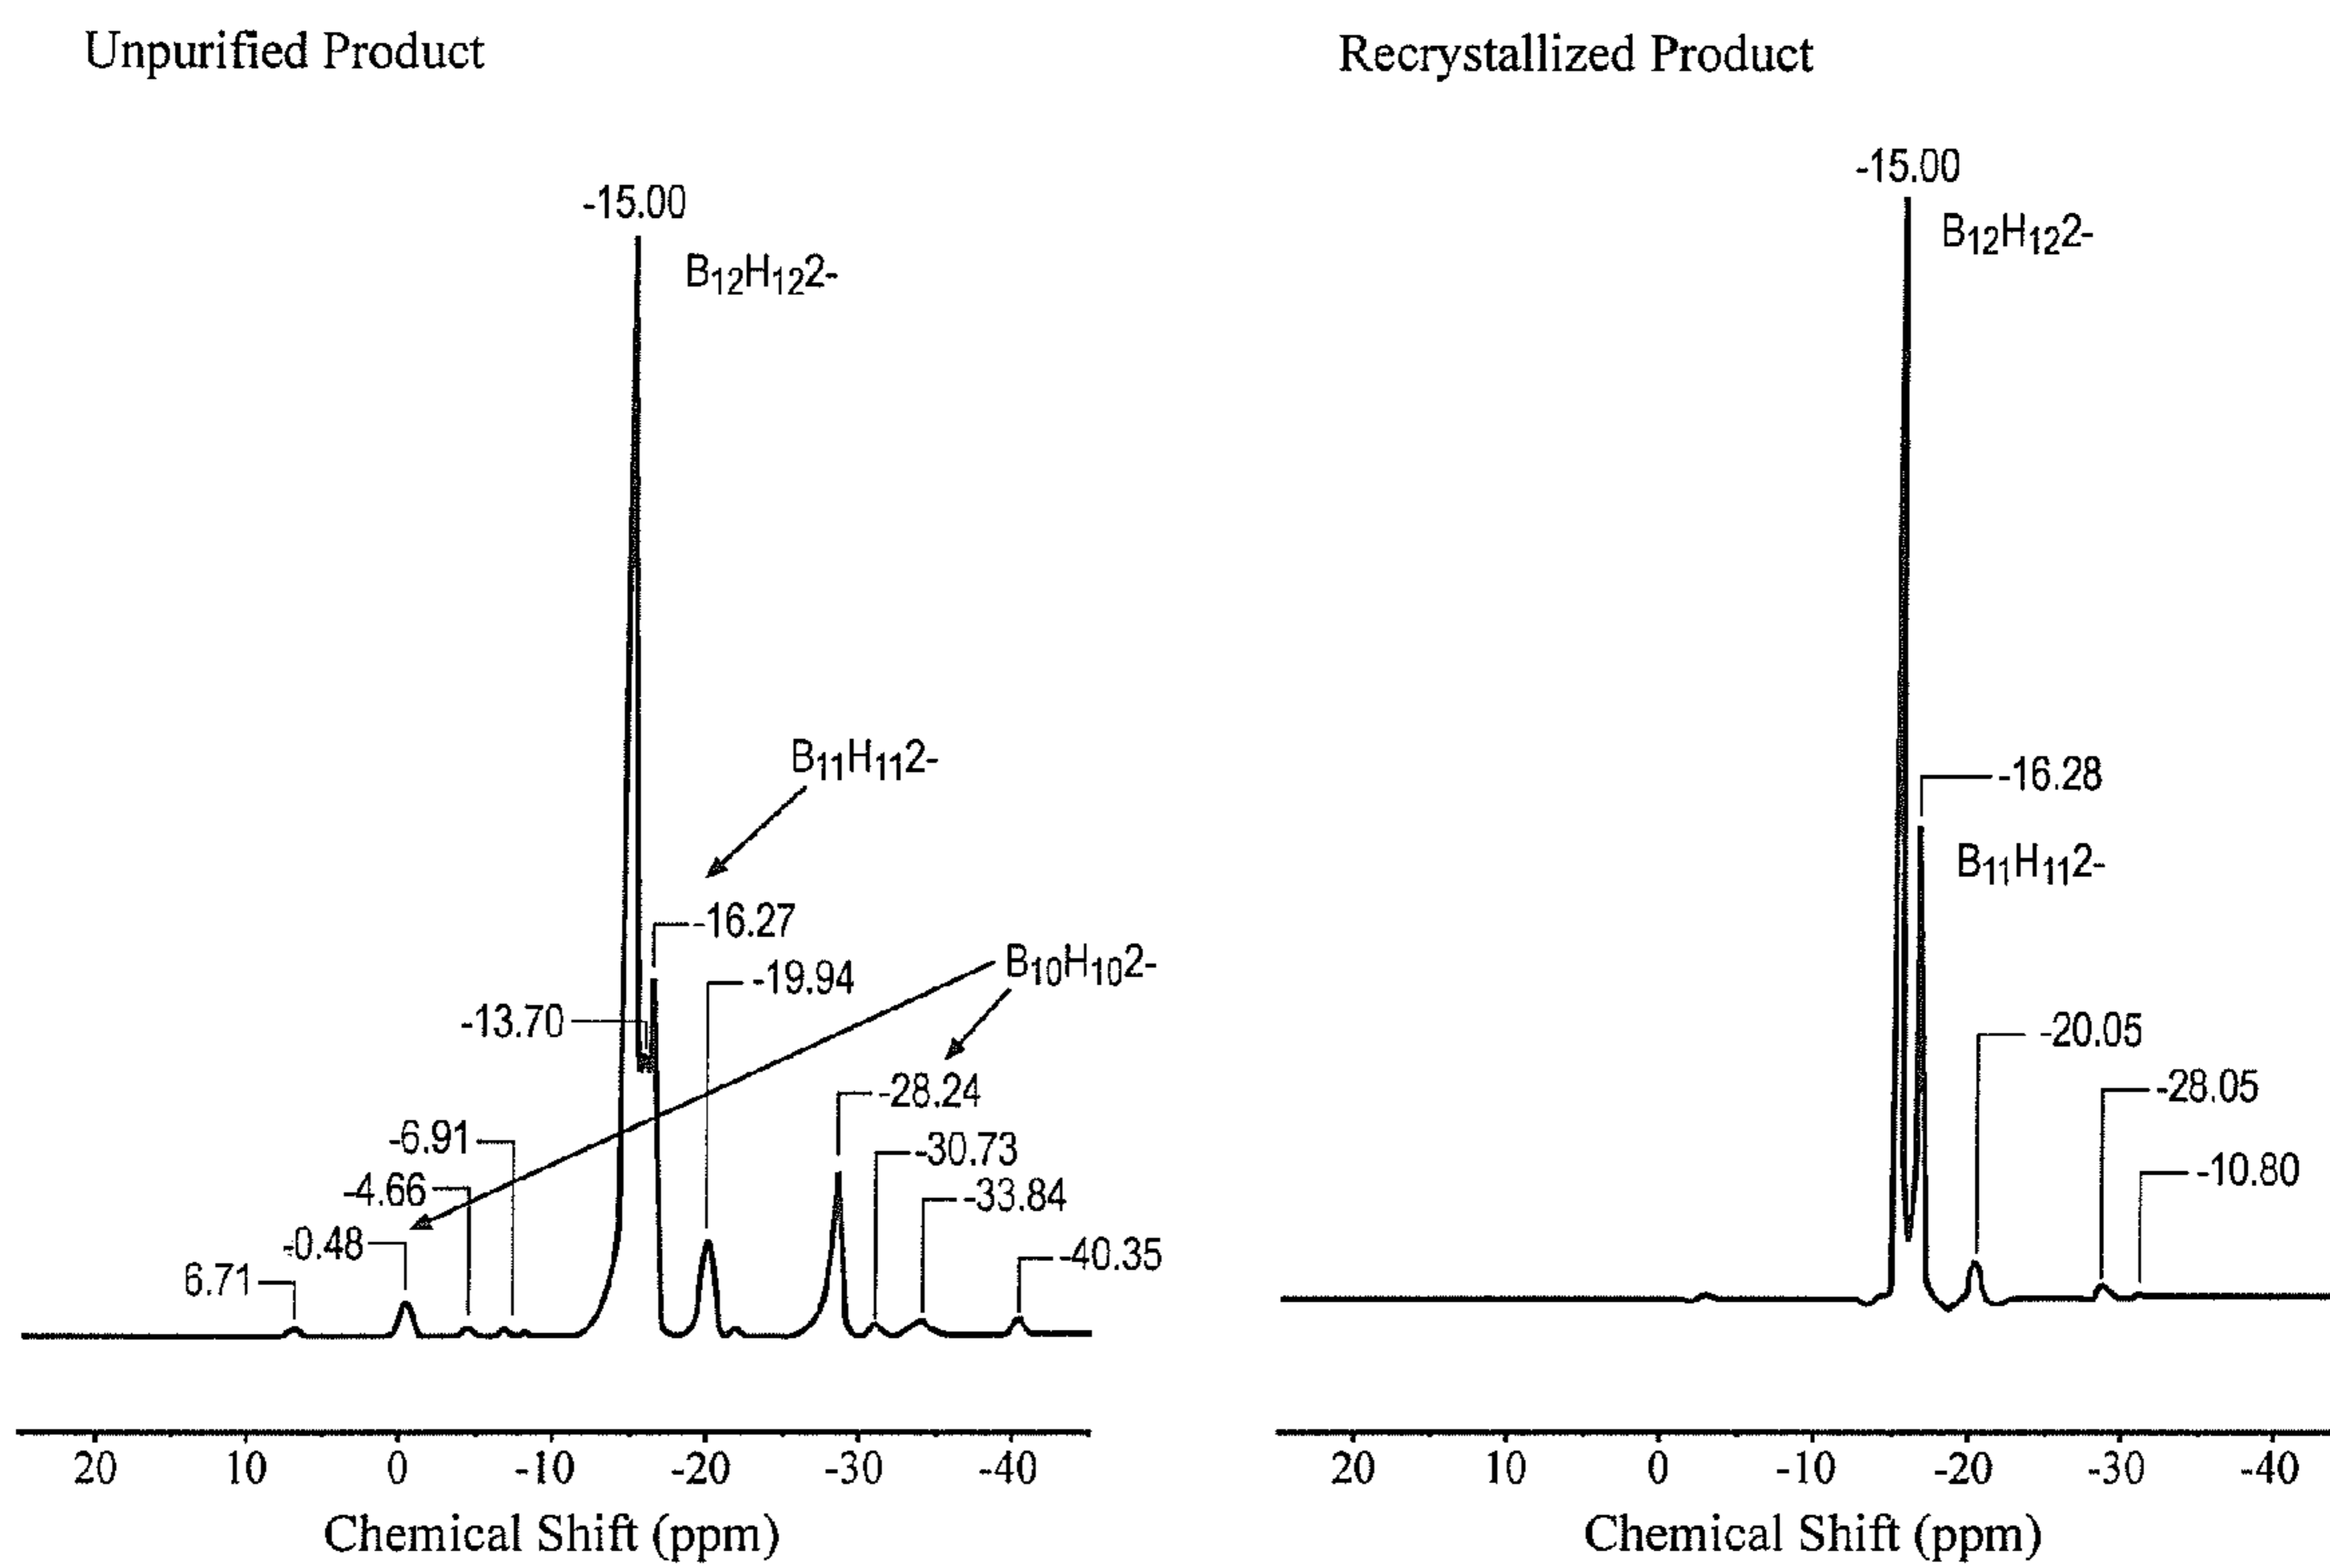 Unpurified Product
-15.00
B12H122-
B11H112-
-16.27
-19.94
B10H102-
-13.70
-28.24
-6.91
-30.73
-4.66
-33.84
-0.48
-40.35
6.71
20 10 0 -10 -20 -30 -40
Chemical Shift (ppm)
Recrystallized Product
-15.00
B12H122-
-16.28
B11H112-
-20.05
-28.05
-10.80
20 10 0 -10 -20 -30 -40
Chemical Shift (ppm)